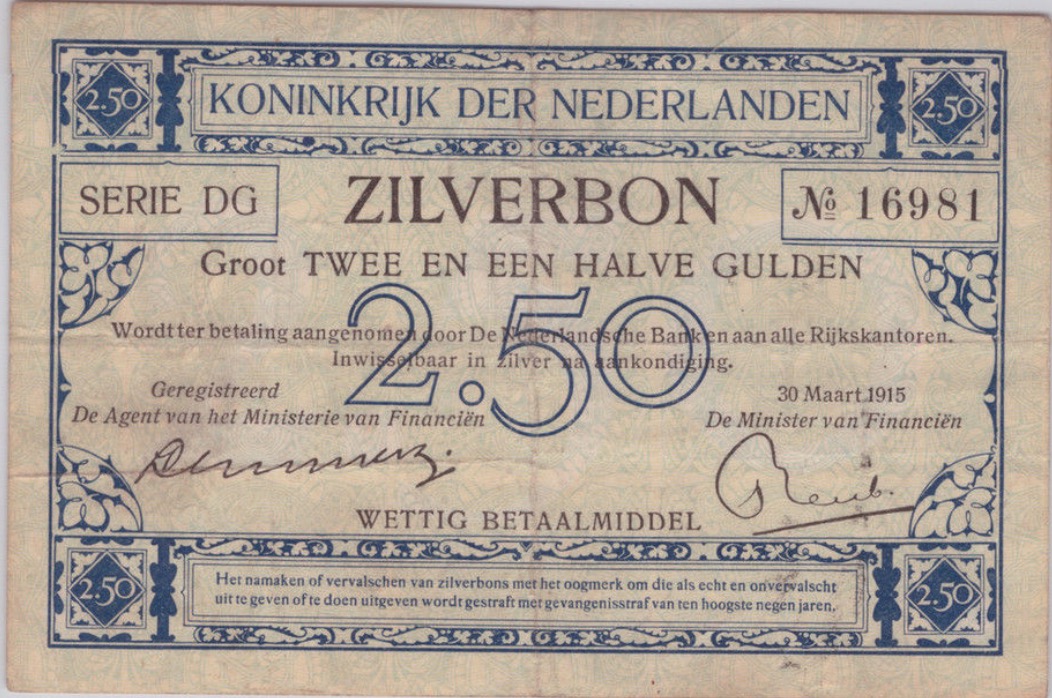 2.50 KONINKRIJK DER NEDERLANDEN 2.50
SERIE DG ZILVERBON № 16981
Groot TWEE EN EEN HALVE GULDEN
2.50
Wordt ter betaling aangenomen door De Nederlandsche Bank en aan alle Rijkskantoren.
Inwisselbaar in zilver na aankondiging.
Geregistreerd
De Agent van het Ministerie van Financiën
30 Maart 1915
De Minister van Financiën
WETTIG BETAALMIDDEL
2.50 2.50
Het namaken of vervalschen van zilverbons met het oogmerk om die als echt en onvervalscht
uit te geven of te doen uitgeven wordt gestraft met gevangenisstraf van ten hoogste negen jaren.